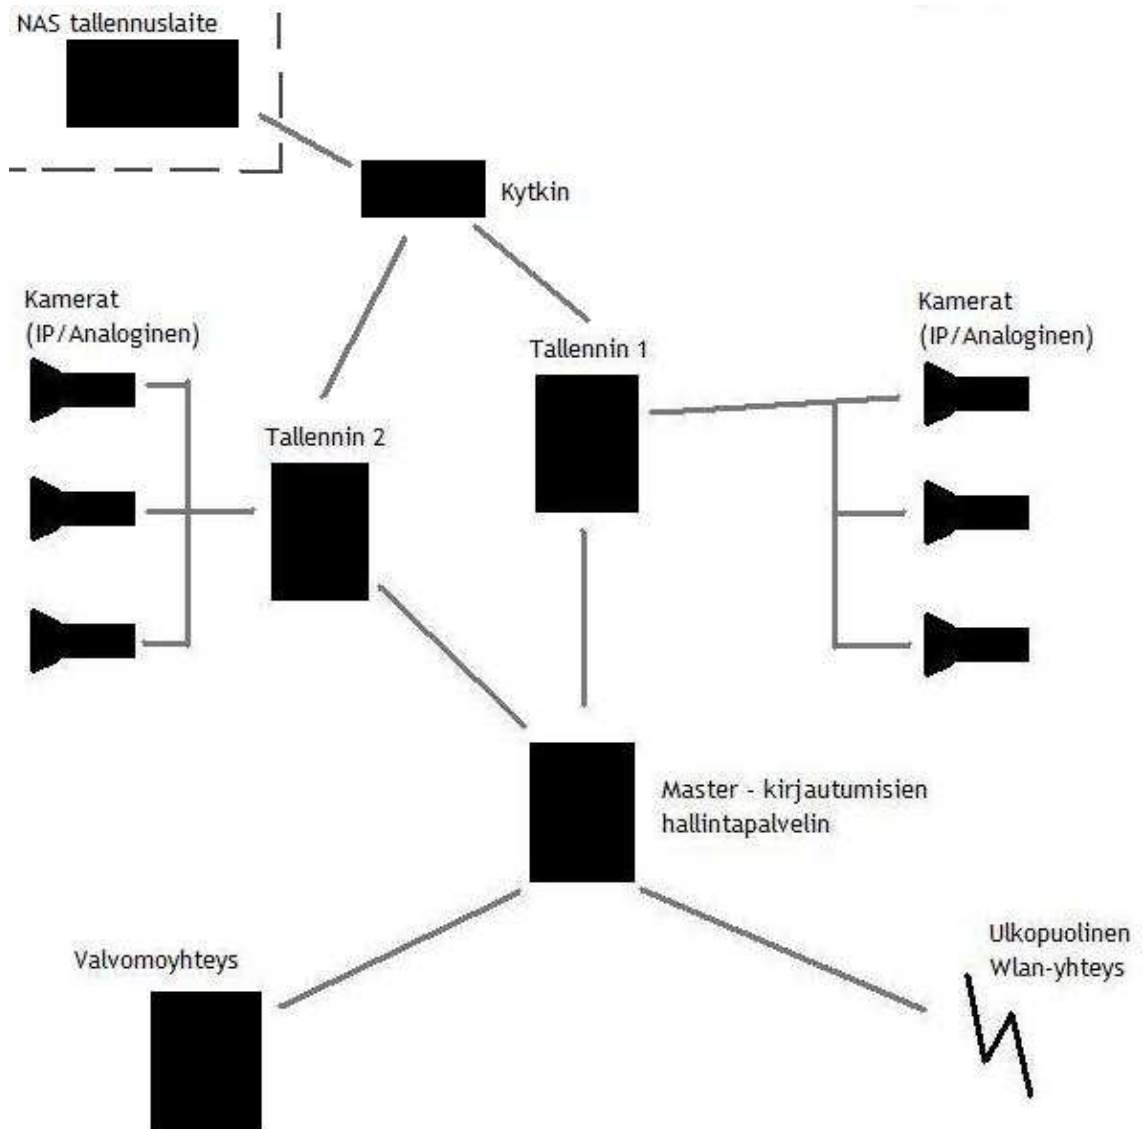 NAS tallennuslaite
Kytkin
Kamerat
(IP/Analoginen)
Kamerat
(IP/Analoginen)
Tallennin 1
Tallennin 2
Master - kirjautumisien
hallintapalvelin
Valvomoyhteys
Ulkopuolinen
Wlan-yhteys